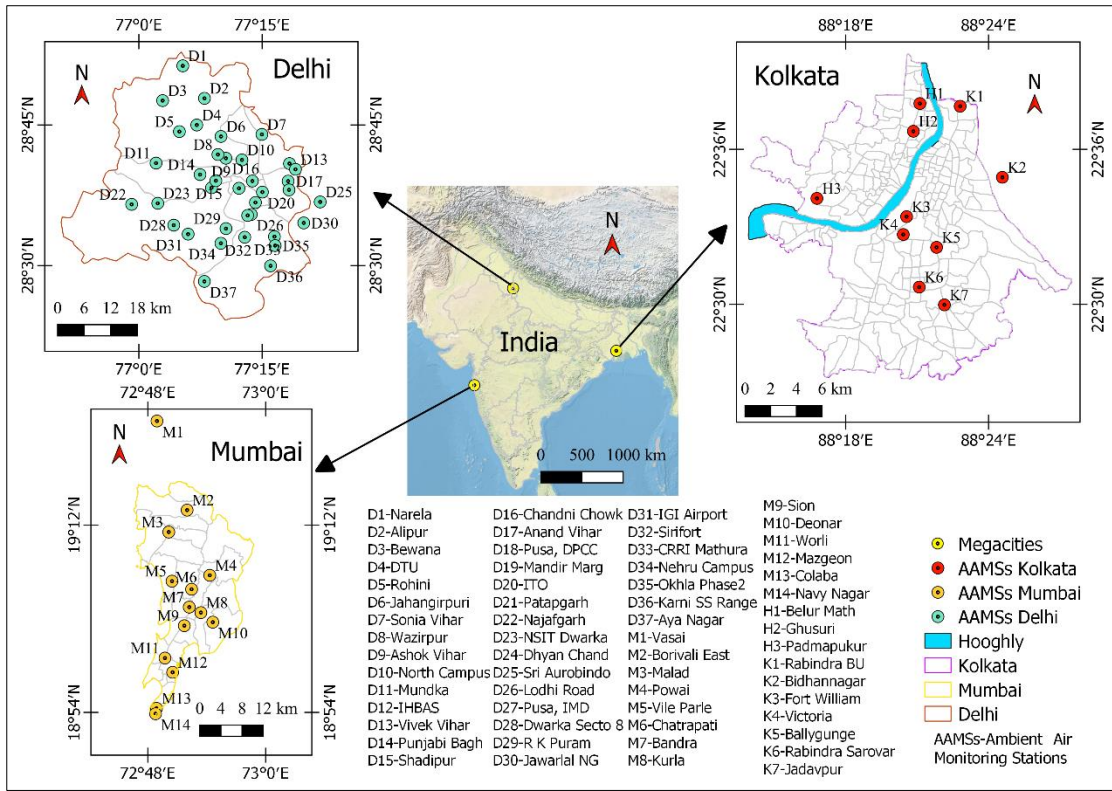 77°0'E 77°15'E
Delhi
N
28°45'N
28°30'N
28°45'N
28°30'N
D1
D2
D3
D4
D5
D6
D7
D8
D10
D11
D13
D14
D9
D16
D17
D15
D22
D23
D20
D25
D28
D29
D26
D30
D31
D34
D32
D33
D35
D36
D37
0 6 12 18 km
77°0'E 77°15'E
88°18'E 88°24'E
Kolkata
N
22°36'N
22°30'N
22°36'N
22°30'N
H1
K1
H2
K2
H3
K3
K4
K5
K6
K7
0 2 4 6 km
88°18'E 88°24'E
N
India
0 500 1000 km
72°48'E 73°0'E
Mumbai
N
19°12'N
18°54'N
19°12'N
18°54'N
M1
M2
M3
M4
M5
M6
M7
M8
M9
M10
M11
M12
M13
M14
0 4 8 12 km
72°48'E 73°0'E
D1-Narela
D2-Alipur
D3-Bewana
D4-DTU
D5-Rohini
D6-Jahangirpuri
D7-Sonia Vihar
D8-Wazirpur
D9-Ashok Vihar
D10-North Campus
D11-Mundka
D12-IHBAS
D13-Vivek Vihar
D14-Punjabi Bagh
D15-Shadipur
D16-Chandni Chowk
D17-Anand Vihar
D18-Pusa, DPCC
D19-Mandir Marg
D20-ITO
D21-Patapgarh
D22-Najafgarh
D23-NSIT Dwarka
D24-Dhyan Chand
D25-Sri Aurobindo
D26-Lodhi Road
D27-Pusa, IMD
D28-Dwarka Secto 8
D29-R K Puram
D30-Jawarlal NG
D31-IGI Airport
D32-Sirifort
D33-CRRI Mathura
D34-Nehru Campus
D35-Okhla Phase2
D36-Karni SS Range
D37-Aya Nagar
M1-Vasai
M2-Borivali East
M3-Malad
M4-Powai
M5-Vile Parle
M6-Chatrapati
M7-Bandra
M8-Kurla
M9-Sion
M10-Deonar
M11-Worli
M12-Mazgeon
M13-Colaba
M14-Navy Nagar
H1-Belur Math
H2-Ghusuri
H3-Padmapukur
K1-Rabindra BU
K2-Bidhannagar
K3-Fort William
K4-Victoria
K5-Ballygunge
K6-Rabindra Sarovar
K7-Jadavpur
Megacities
AAMSs Kolkata
AAMSs Mumbai
AAMSs Delhi
Hooghly
Kolkata
Mumbai
Delhi
AAMSs-Ambient Air
Monitoring Stations